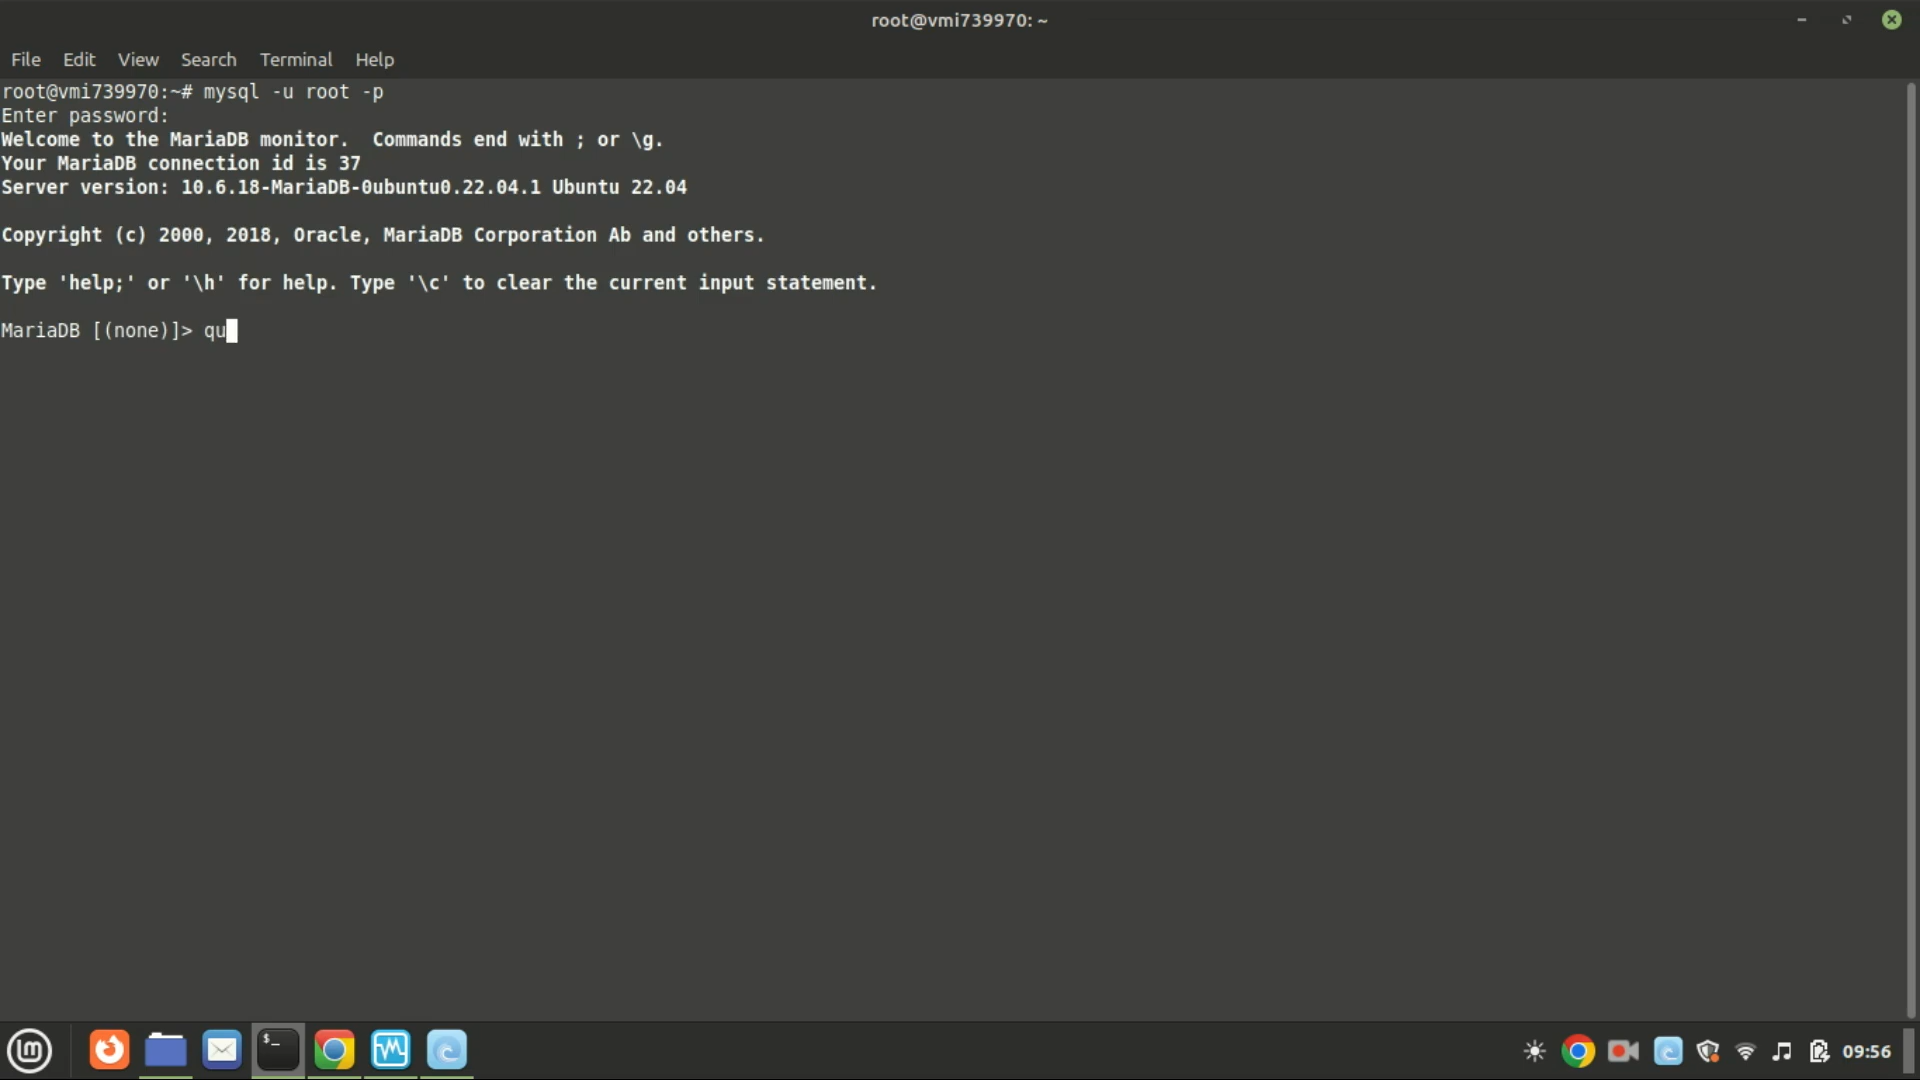 root@vmi739970: ~
File Edit View Search Terminal Help
root@vmi739970:~# mysql -u root -p
Enter password:
Welcome to the MariaDB monitor.  Commands end with ; or \g.
Your MariaDB connection id is 37
Server version: 10.6.18-MariaDB-0ubuntu0.22.04.1 Ubuntu 22.04
Copyright (c) 2000, 2018, Oracle, MariaDB Corporation Ab and others.
Type 'help;' or '\h' for help. Type '\c' to clear the current input statement.
MariaDB [(none)]> qu
$_
09:56